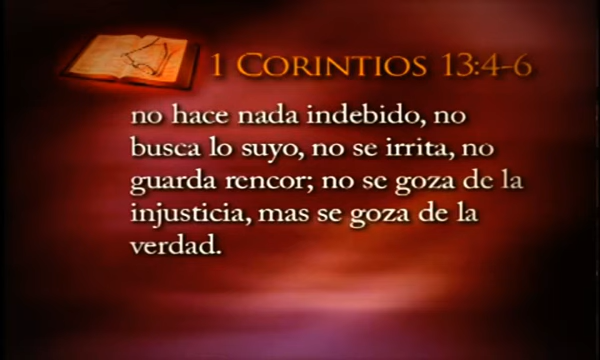 1 CORINTIOS 13:4-6
no hace nada indebido, no
busca lo suyo, no se irrita, no
guarda rencor; no se goza de la
injusticia, mas se goza de la
verdad.